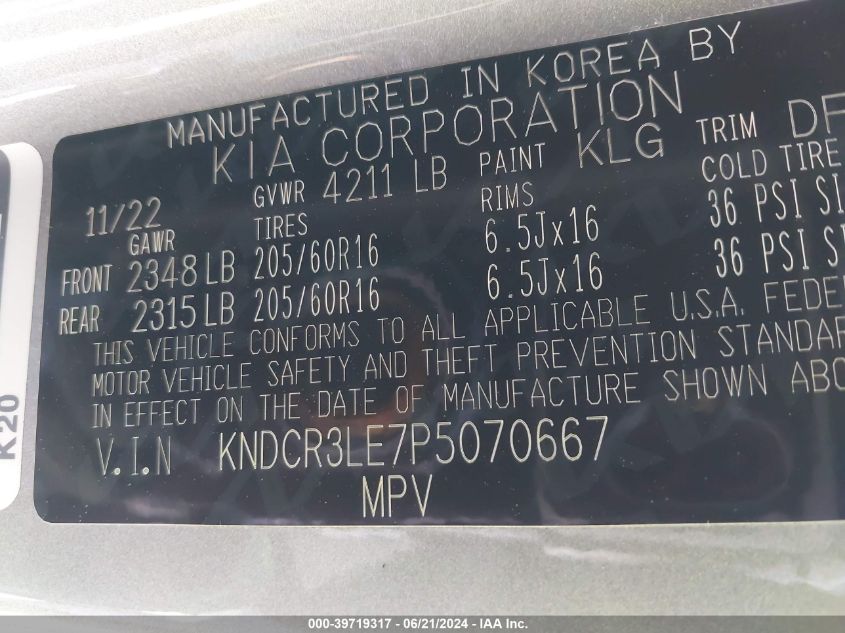 MANUFACTURED IN KOREA BY
KIA CORPORATION
11/22 GVWR 4211 LB PAINT KLG TRIM DF
GAWR TIRES RIMS COLD TIRE
FRONT 2348 LB 205/60R16 6.5Jx16 36 PSI
REAR 2315 LB 205/60R16 6.5Jx16 36 PSI
THIS VEHICLE CONFORMS TO ALL APPLICABLE U.S.A. FEDE
MOTOR VEHICLE SAFETY AND THEFT PREVENTION STANDAR
IN EFFECT ON THE DATE OF MANUFACTURE SHOWN ABO
V.I.N KNDCR3LE7P5070667
MPV
K20
000-39719317 - 06/21/2024 - IAA Inc.